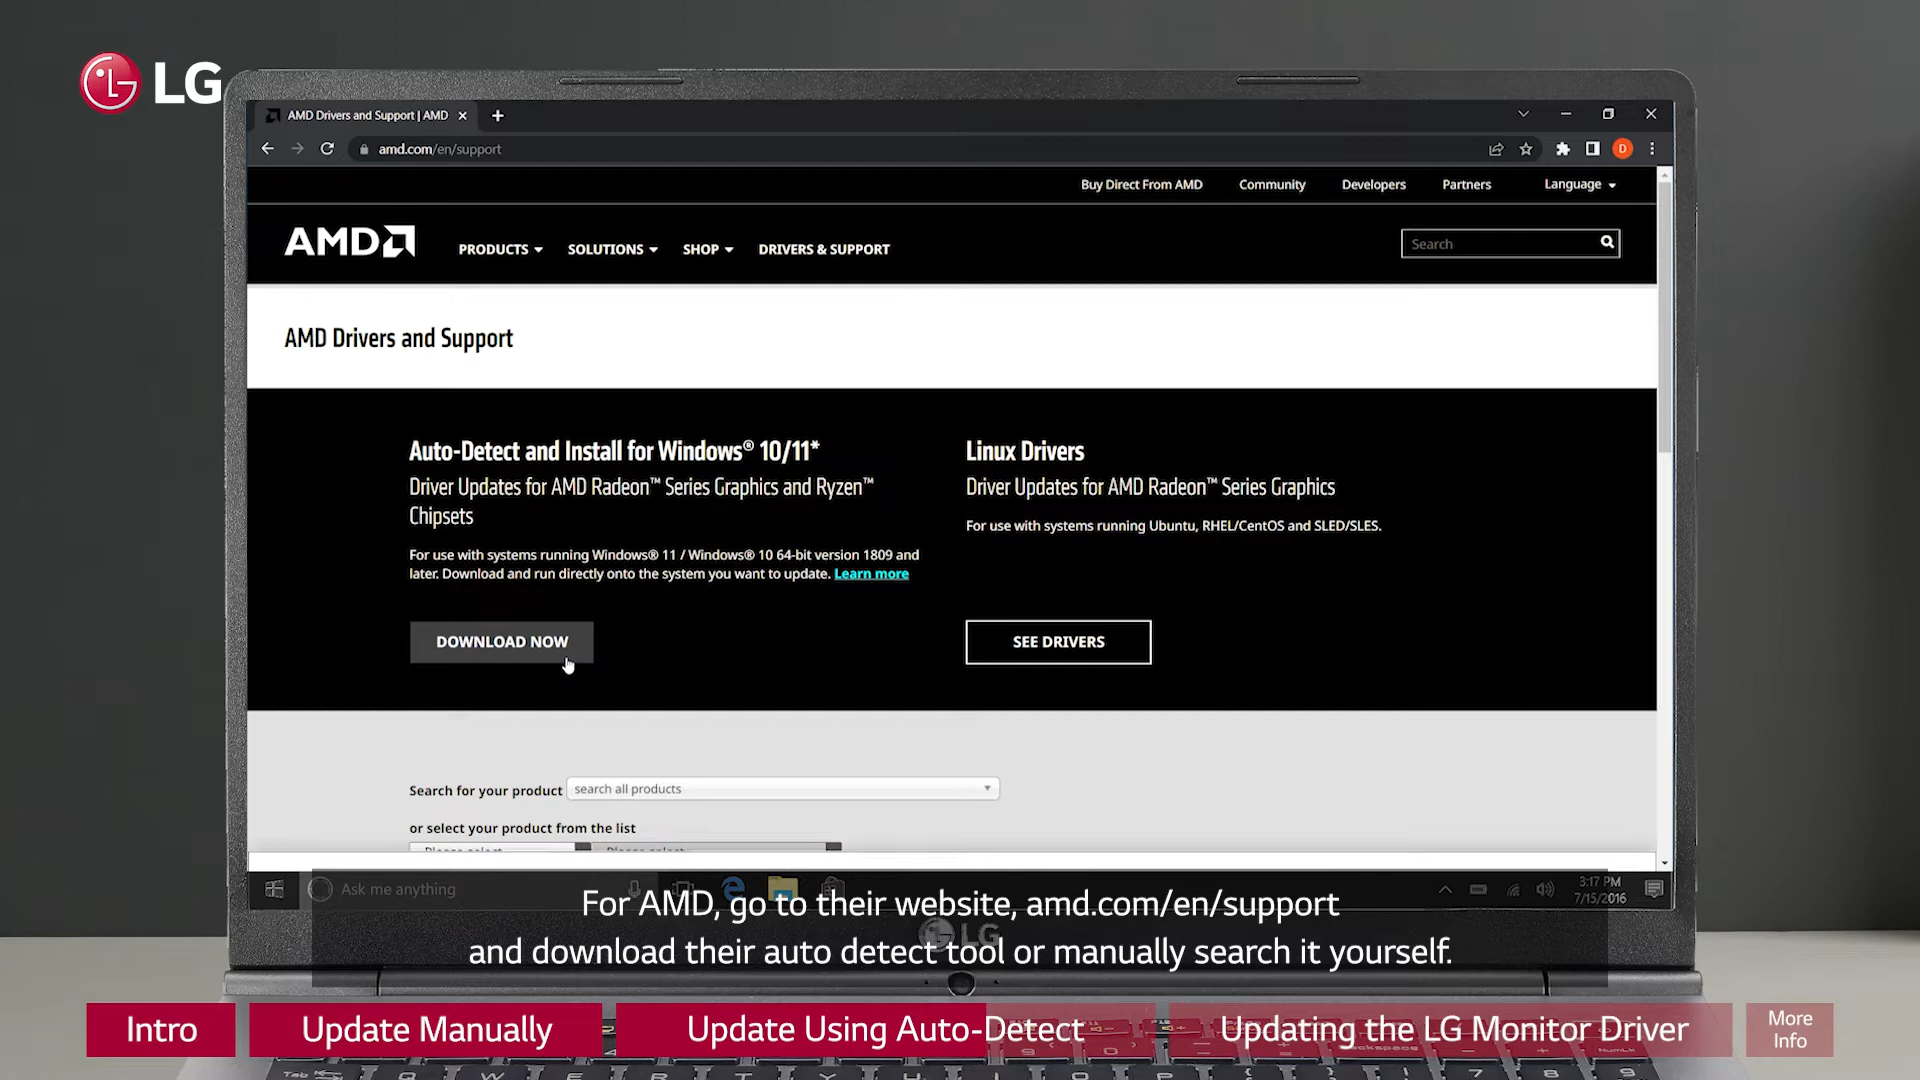 LG
AMD Drivers and Support | AMD
amd.com/en/support
Buy Direct From AMD
Community
Developers
Partners
Language
AMD
PRODUCTS
SOLUTIONS
SHOP
DRIVERS & SUPPORT
Search
AMD Drivers and Support
Auto-Detect and Install for Windows® 10/11*
Driver Updates for AMD Radeon™ Series Graphics and Ryzen™
Chipsets
For use with systems running Windows® 11 / Windows® 10 64-bit version 1809 and
later. Download and run directly onto the system you want to update. Learn more
DOWNLOAD NOW
Linux Drivers
Driver Updates for AMD Radeon™ Series Graphics
For use with systems running Ubuntu, RHEL/CentOS and SLED/SLES.
SEE DRIVERS
Search for your product
search all products
or select your product from the list
Ask me anything
3:17 PM
7/15/2016
For AMD, go to their website, amd.com/en/support
and download their auto detect tool or manually search it yourself.
LG
Intro
Update Manually
Update Using Auto-Detect
Updating the LG Monitor Driver
More
Info